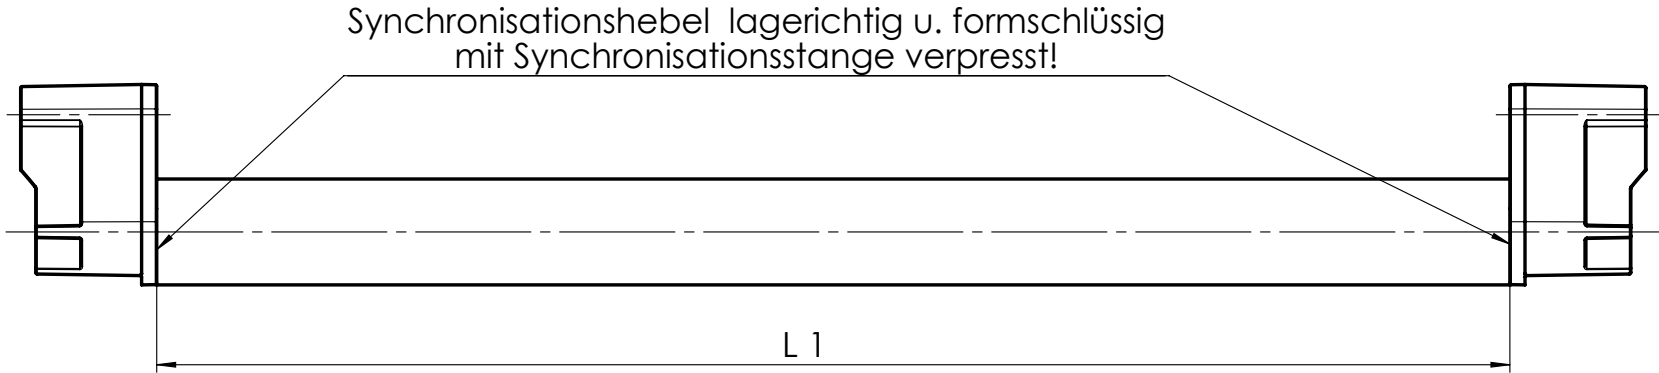 Synchronisationshebel lagerichtig u. formschlüssig
mit Synchronisationsstange verpresst!
L 1